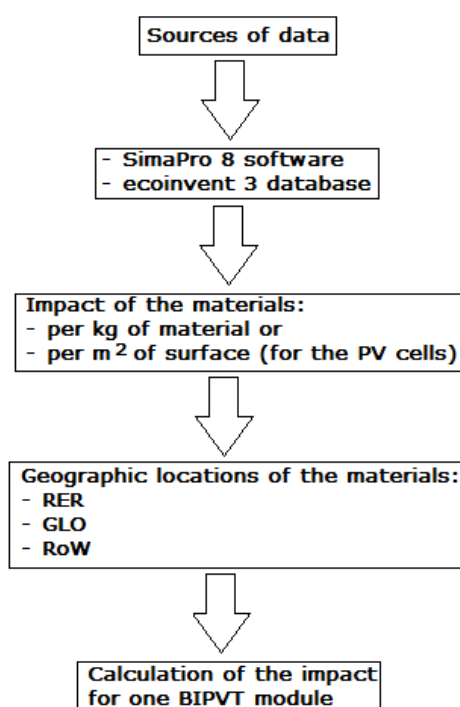 Sources of data
- SimaPro 8 software
- ecoinvent 3 database
Impact of the materials:
- per kg of material or
- per m² of surface (for the PV cells)
Geographic locations of the materials:
- RER
- GLO
- RoW
Calculation of the impact
for one BIPVT module